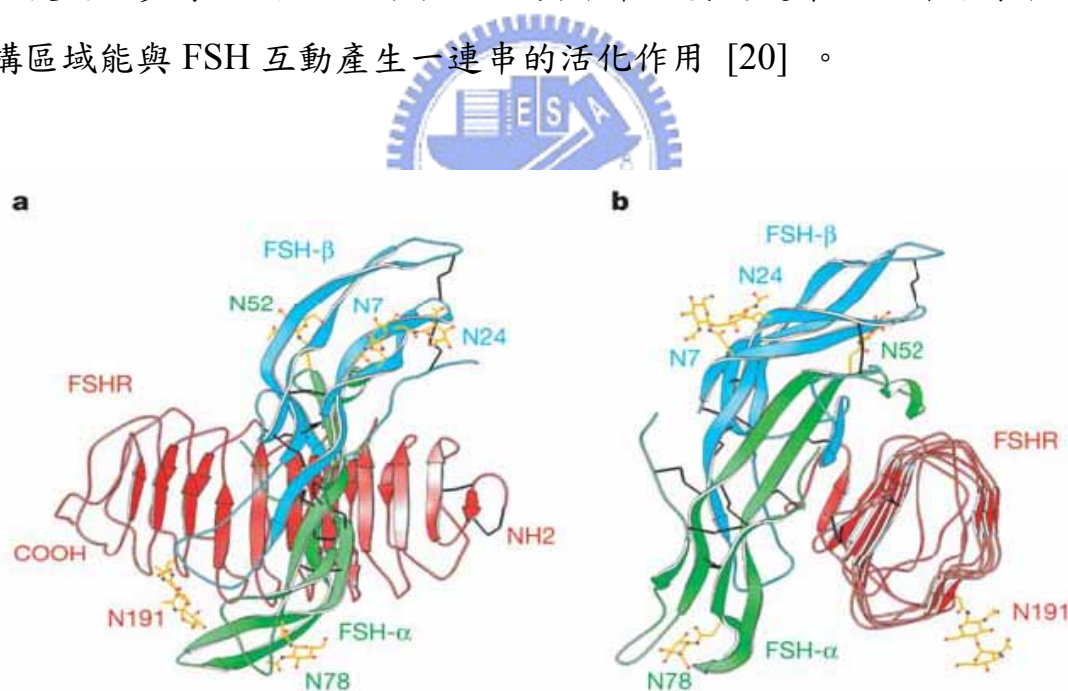 構區域能與 FSH 互動產生一連串的活化作用 [20] 。
E S A
a
b
FSH-β
FSH-β
N52
N7
N24
N24
N7
N52
FSHR
FSHR
COOH
NH2
N191
N191
FSH-α
FSH-α
N78
N78